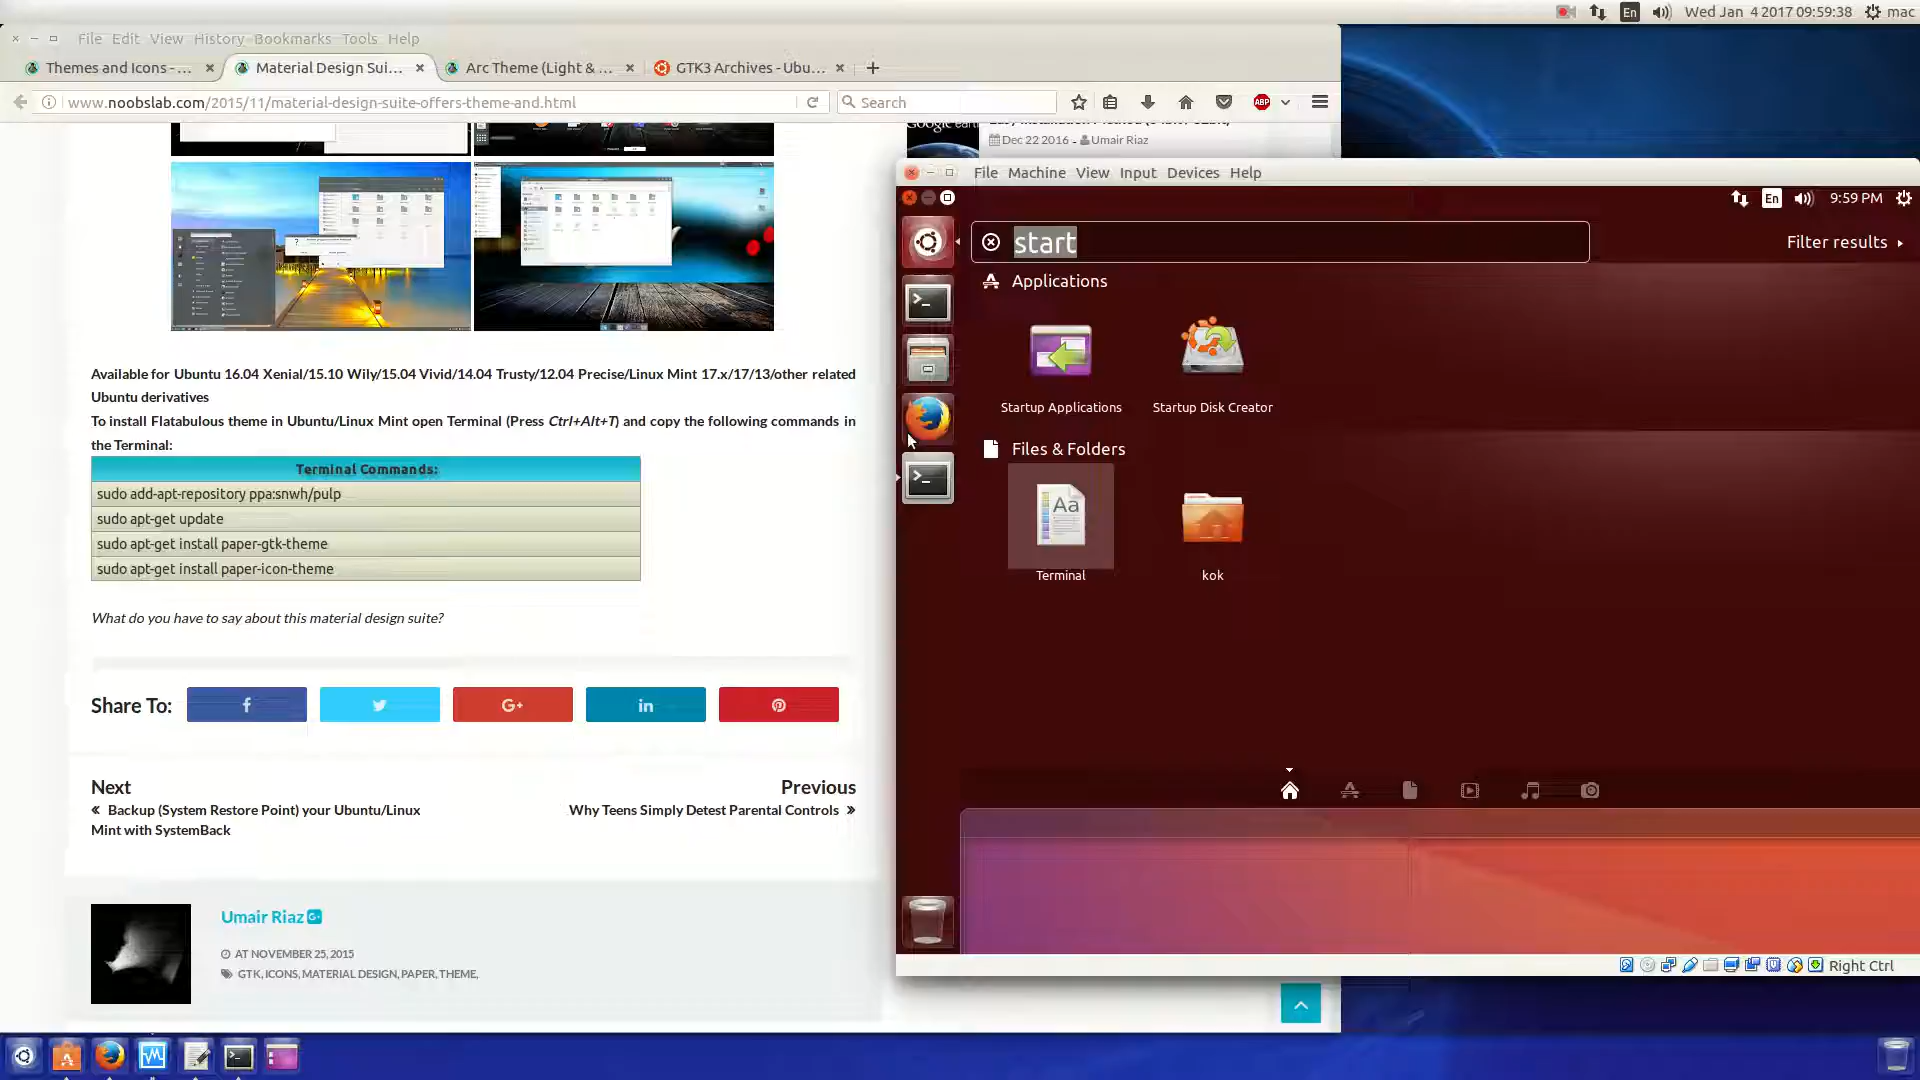 En
Wed Jan 4 2017 09:59:38
mac
File Edit View History Bookmarks Tools Help
Themes and Icons - ...
Material Design Sui...
Arc Theme (Light & ...
GTK3 Archives - Ubu...
www.noobslab.com/2015/11/material-design-suite-offers-theme-and.html
Search
ABP
Dec 22 2016 - Umair Riaz
File Machine View Input Devices Help
En
9:59 PM
start
Filter results
Applications
Startup Applications
Startup Disk Creator
Files & Folders
Aa
Terminal
kok
Right Ctrl
Available for Ubuntu 16.04 Xenial/15.10 Wily/15.04 Vivid/14.04 Trusty/12.04 Precise/Linux Mint 17.x/17/13/other related
Ubuntu derivatives
To install Flatabulous theme in Ubuntu/Linux Mint open Terminal (Press Ctrl+Alt+T) and copy the following commands in
the Terminal:
Terminal Commands:
sudo add-apt-repository ppa:snwh/pulp
sudo apt-get update
sudo apt-get install paper-gtk-theme
sudo apt-get install paper-icon-theme
What do you have to say about this material design suite?
Share To:
Next
« Backup (System Restore Point) your Ubuntu/Linux
Mint with SystemBack
Previous
Why Teens Simply Detest Parental Controls »
Umair Riaz
AT NOVEMBER 25, 2015
GTK, ICONS, MATERIAL DESIGN, PAPER, THEME,